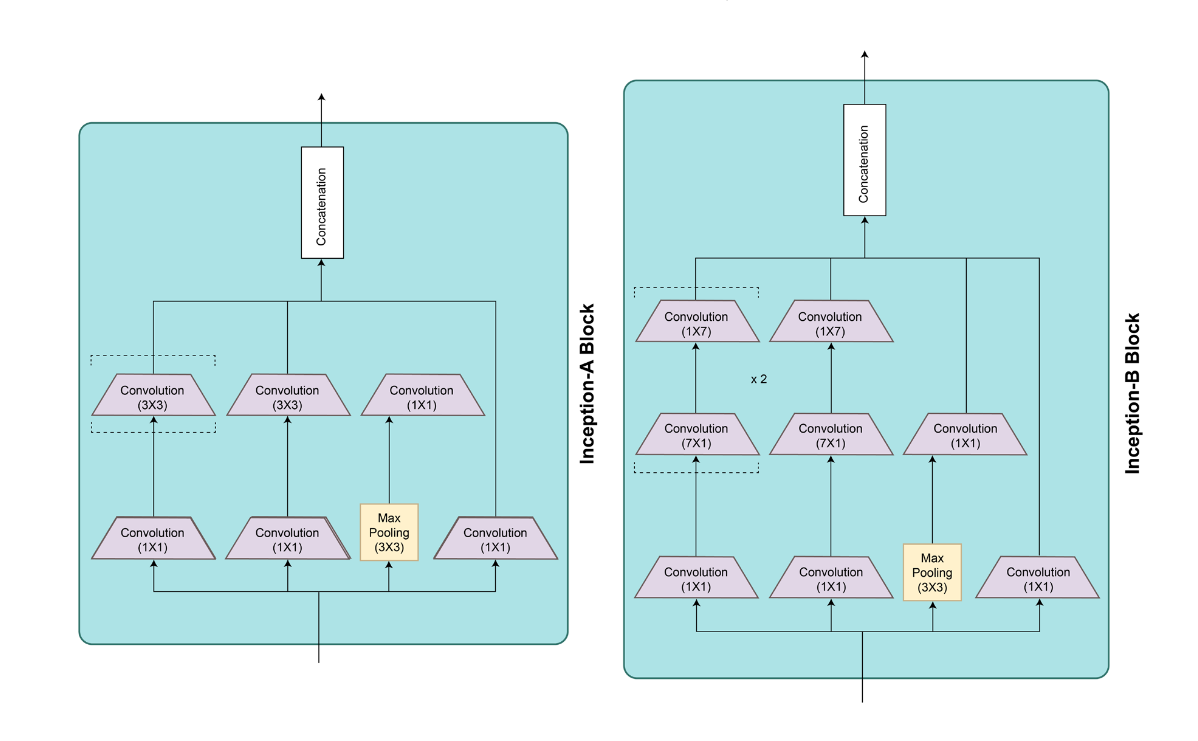 Concatenation
Convolution
(3X3)
Convolution
(3X3)
Convolution
(1X1)
Convolution
(1X1)
Convolution
(1X1)
Max
Pooling
(3X3)
Convolution
(1X1)
Inception-A Block
Concatenation
Convolution
(1X7)
Convolution
(1X7)
x 2
Convolution
(7X1)
Convolution
(7X1)
Convolution
(1X1)
Convolution
(1X1)
Convolution
(1X1)
Max
Pooling
(3X3)
Convolution
(1X1)
Inception-B Block